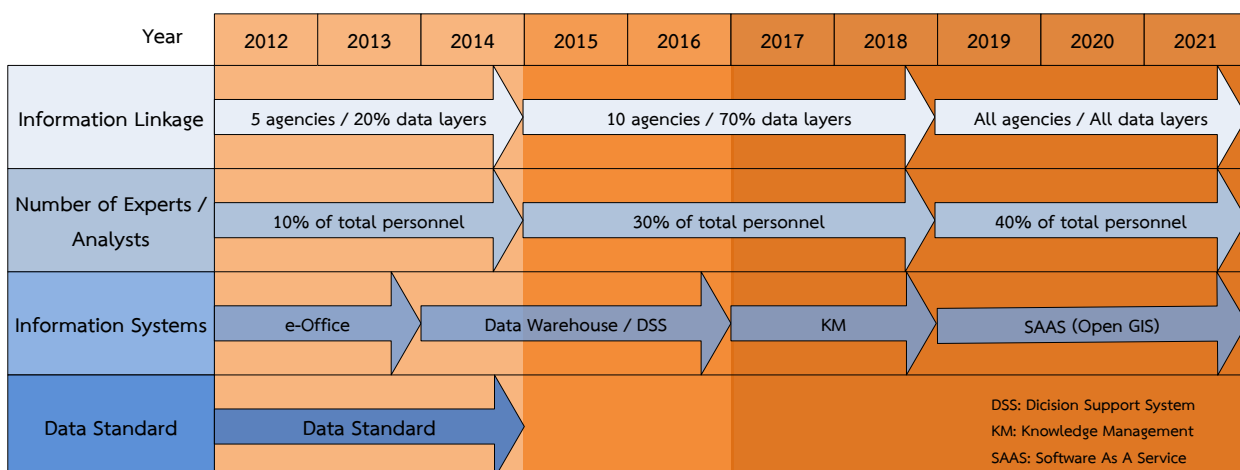 Year 2012 2013 2014 2015 2016 2017 2018 2019 2020 2021
Information Linkage 5 agencies / 20% data layers 10 agencies / 70% data layers All agencies / All data layers
Number of Experts /
Analysts
10% of total personnel 30% of total personnel 40% of total personnel
Information Systems e-Office Data Warehouse / DSS KM SAAS (Open GIS)
Data Standard Data Standard
DSS: Dicision Support System
KM: Knowledge Management
SAAS: Software As A Service